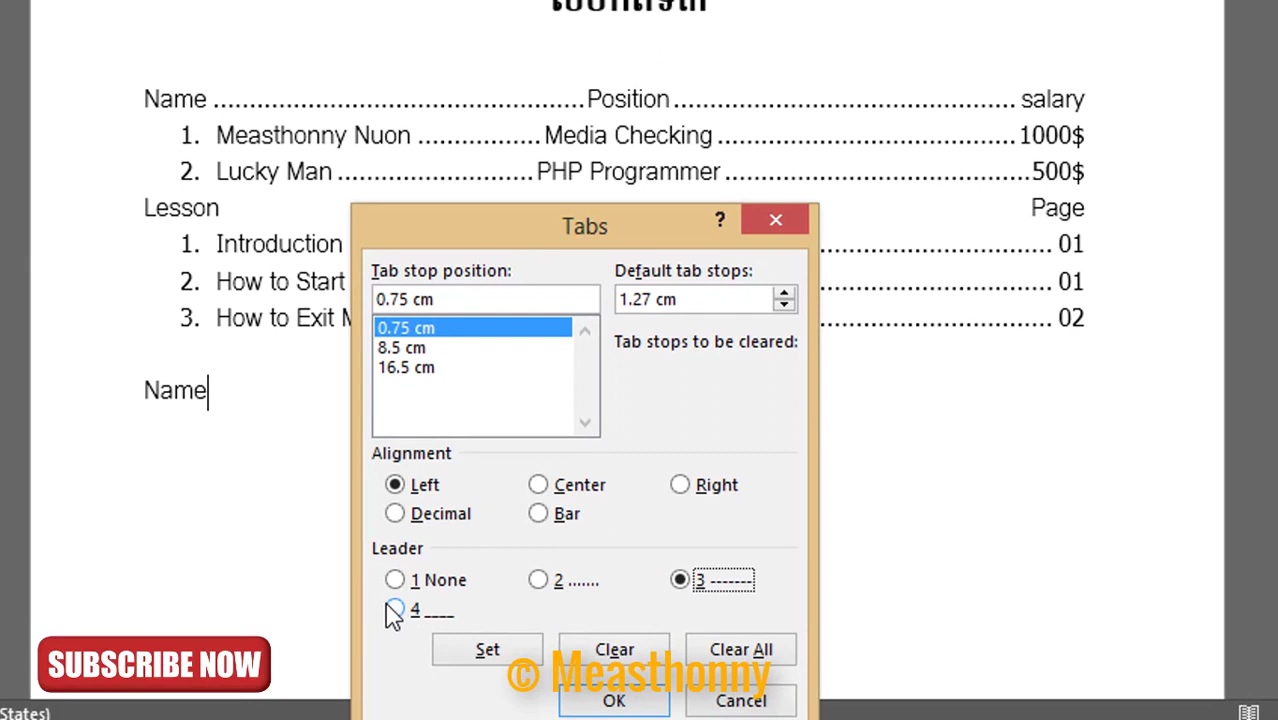 Name ................................................. Position .............................................. salary
1. Measthonny Nuon ................. Media Checking ......................................... 1000$
2. Lucky Man ........................... PHP Programmer .........................................500$
Lesson Page
1. Introduction ................................ 01
2. How to Start ................................ 01
3. How to Exit M ................................ 02
Name
Tabs
?
Tab stop position:
Default tab stops:
0.75 cm
1.27 cm
0.75 cm
8.5 cm
16.5 cm
Tab stops to be cleared:
Alignment
Left Center Right
Decimal Bar
Leader
1 None 2 ....... 3 -------
4 ____
Set Clear Clear All
OK Cancel
SUBSCRIBE NOW
© Measthonny
States)